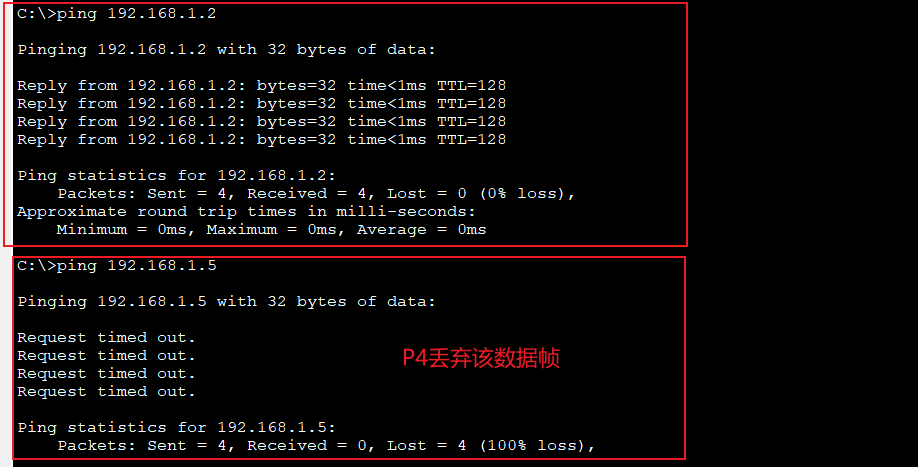 C:\>ping 192.168.1.2
Pinging 192.168.1.2 with 32 bytes of data:
Reply from 192.168.1.2: bytes=32 time<1ms TTL=128
Reply from 192.168.1.2: bytes=32 time<1ms TTL=128
Reply from 192.168.1.2: bytes=32 time<1ms TTL=128
Reply from 192.168.1.2: bytes=32 time<1ms TTL=128
Ping statistics for 192.168.1.2:
    Packets: Sent = 4, Received = 4, Lost = 0 (0% loss),
Approximate round trip times in milli-seconds:
    Minimum = 0ms, Maximum = 0ms, Average = 0ms
C:\>ping 192.168.1.5
Pinging 192.168.1.5 with 32 bytes of data:
Request timed out.
Request timed out.
P4丢弃该数据帧
Request timed out.
Request timed out.
Ping statistics for 192.168.1.5:
    Packets: Sent = 4, Received = 0, Lost = 4 (100% loss),